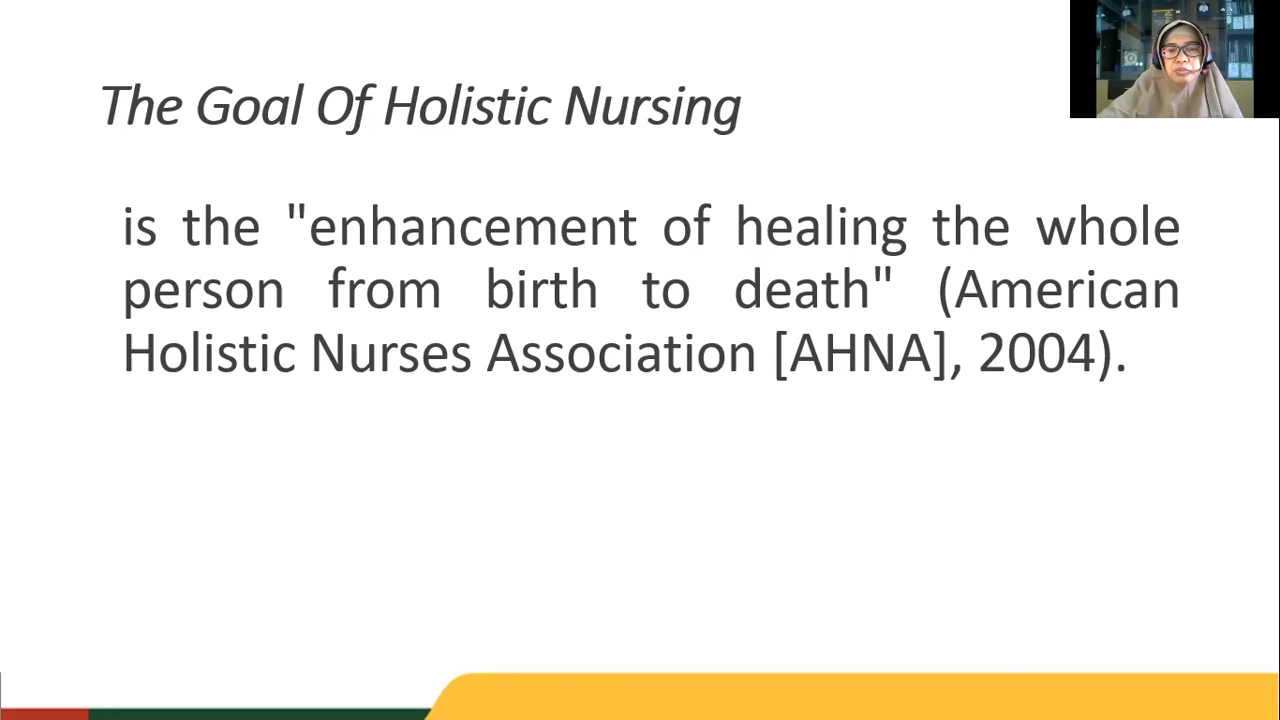 The Goal Of Holistic Nursing
is the "enhancement of healing the whole
person from birth to death" (American
Holistic Nurses Association [AHNA], 2004).